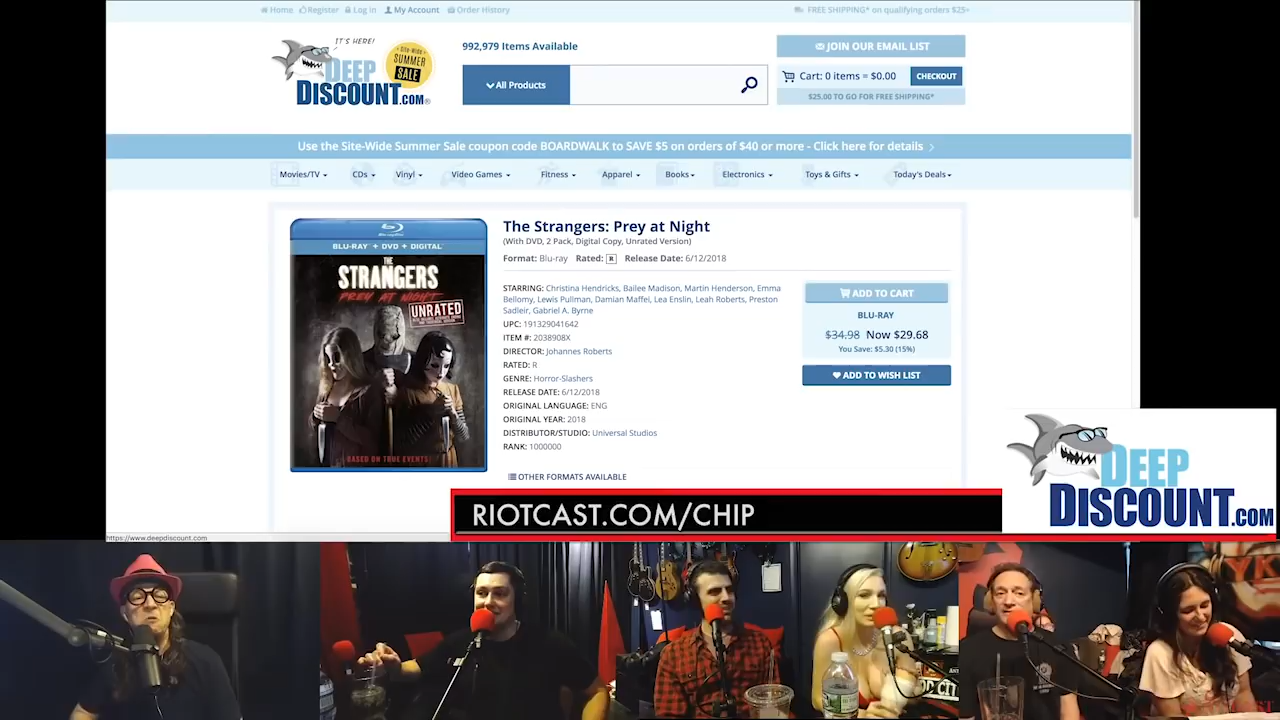 Home Register Log in My Account Order History
FREE SHIPPING* on qualifying orders $25+
IT'S HERE!
Site-Wide
SUMMER
SALE
DEEP
DISCOUNT.COM®
992,979 Items Available
All Products
JOIN OUR EMAIL LIST
Cart: 0 items = $0.00 CHECKOUT
$25.00 TO GO FOR FREE SHIPPING*
Use the Site-Wide Summer Sale coupon code BOARDWALK to SAVE $5 on orders of $40 or more - Click here for details
Movies/TV CDs Vinyl Video Games Fitness Apparel Books Electronics Toys & Gifts Today's Deals
Blu-ray Disc
BLU-RAY + DVD + DIGITAL
THE
STRANGERS
PREY AT NIGHT
UNRATED
BASED ON TRUE EVENTS
The Strangers: Prey at Night
(With DVD, 2 Pack, Digital Copy, Unrated Version)
Format: Blu-ray Rated: R Release Date: 6/12/2018
STARRING: Christina Hendricks, Bailee Madison, Martin Henderson, Emma
Bellomy, Lewis Pullman, Damian Maffei, Lea Enslin, Leah Roberts, Preston
Sadleir, Gabriel A. Byrne
UPC: 191329041642
ITEM #: 2038908X
DIRECTOR: Johannes Roberts
RATED: R
GENRE: Horror-Slashers
RELEASE DATE: 6/12/2018
ORIGINAL LANGUAGE: ENG
ORIGINAL YEAR: 2018
DISTRIBUTOR/STUDIO: Universal Studios
RANK: 1000000
OTHER FORMATS AVAILABLE
ADD TO CART
BLU-RAY
$34.98 Now $29.68
You Save: $5.30 (15%)
ADD TO WISH LIST
DEEP
DISCOUNT.COM
RIOTCAST.COM/CHIP
https://www.deepdiscount.com